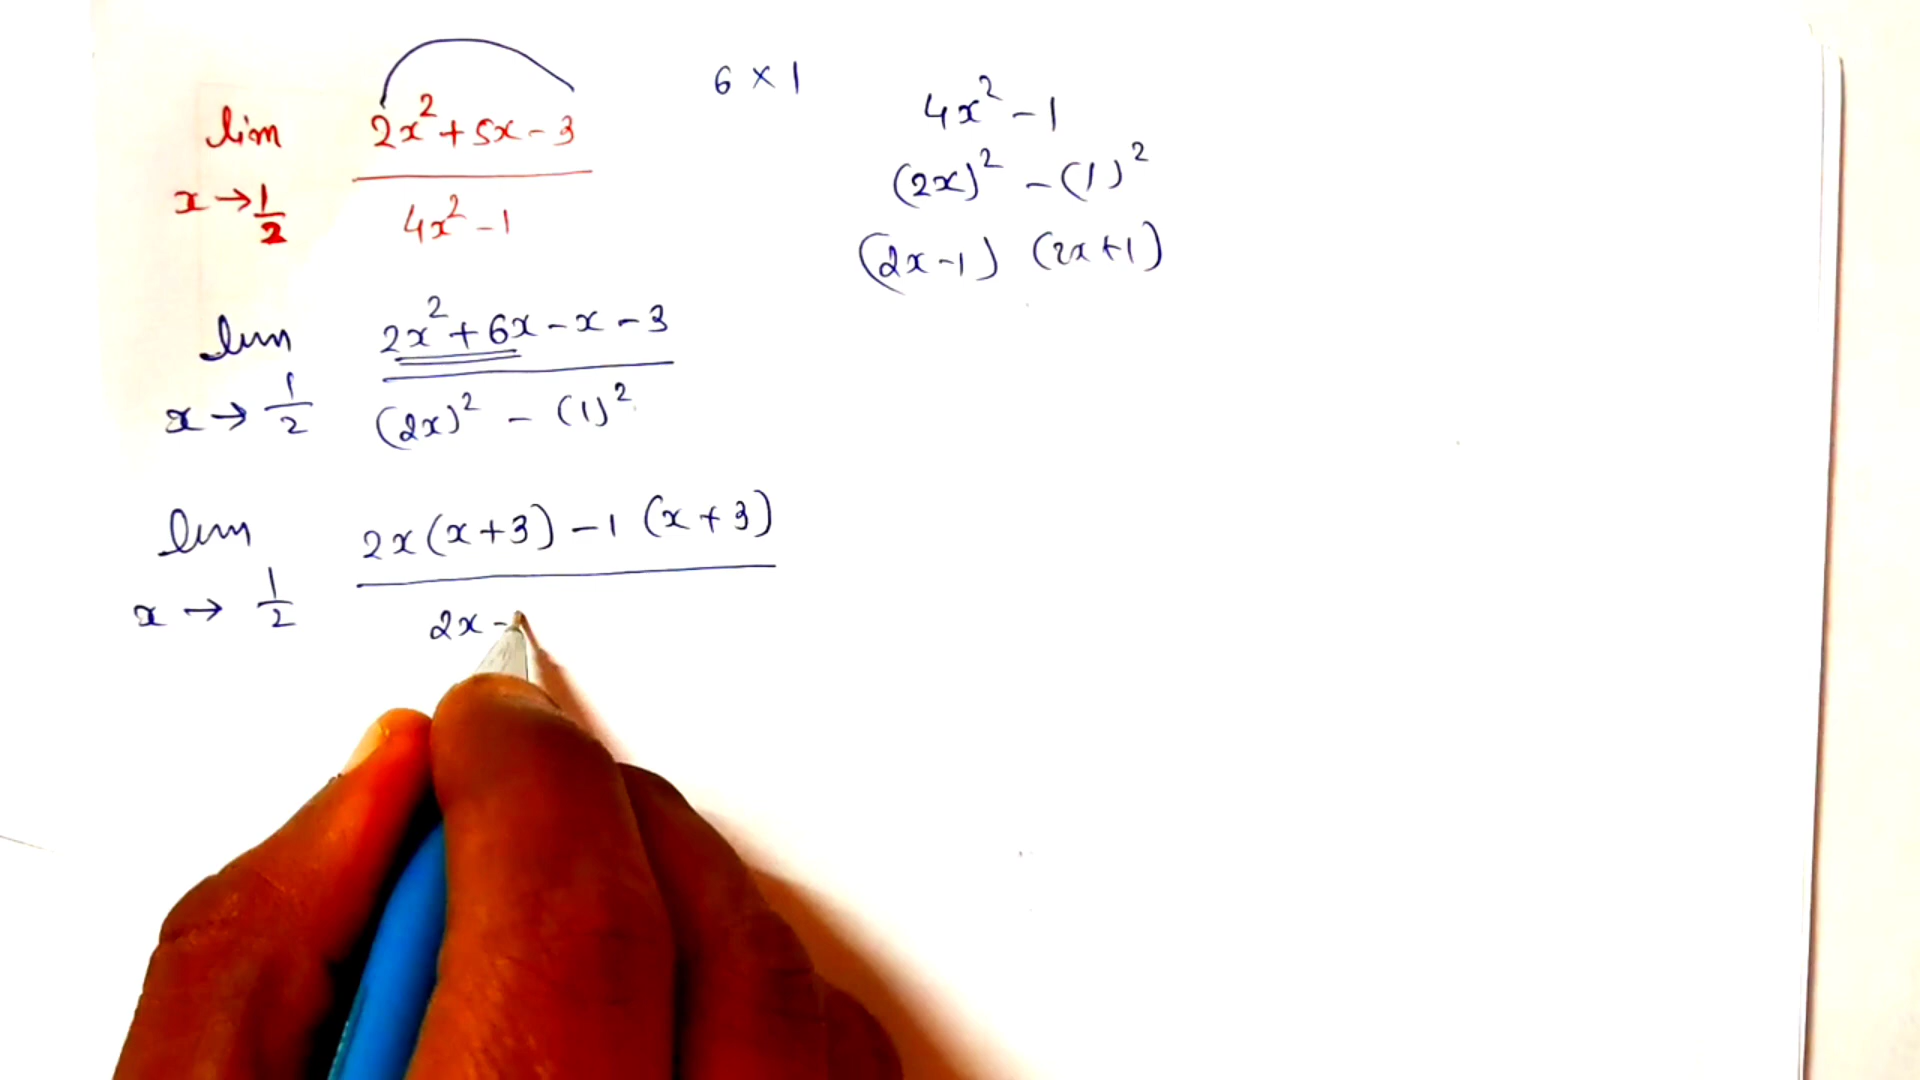 lim 2x²+5x-3
x→1/2 4x²-1
6 × 1
4x² - 1
(2x)² - (1)²
(2x-1) (2x+1)
lim 2x²+6x-x-3
x→1/2 (2x)² - (1)²
lim 2x(x+3)-1(x+3)
x→1/2 2x -